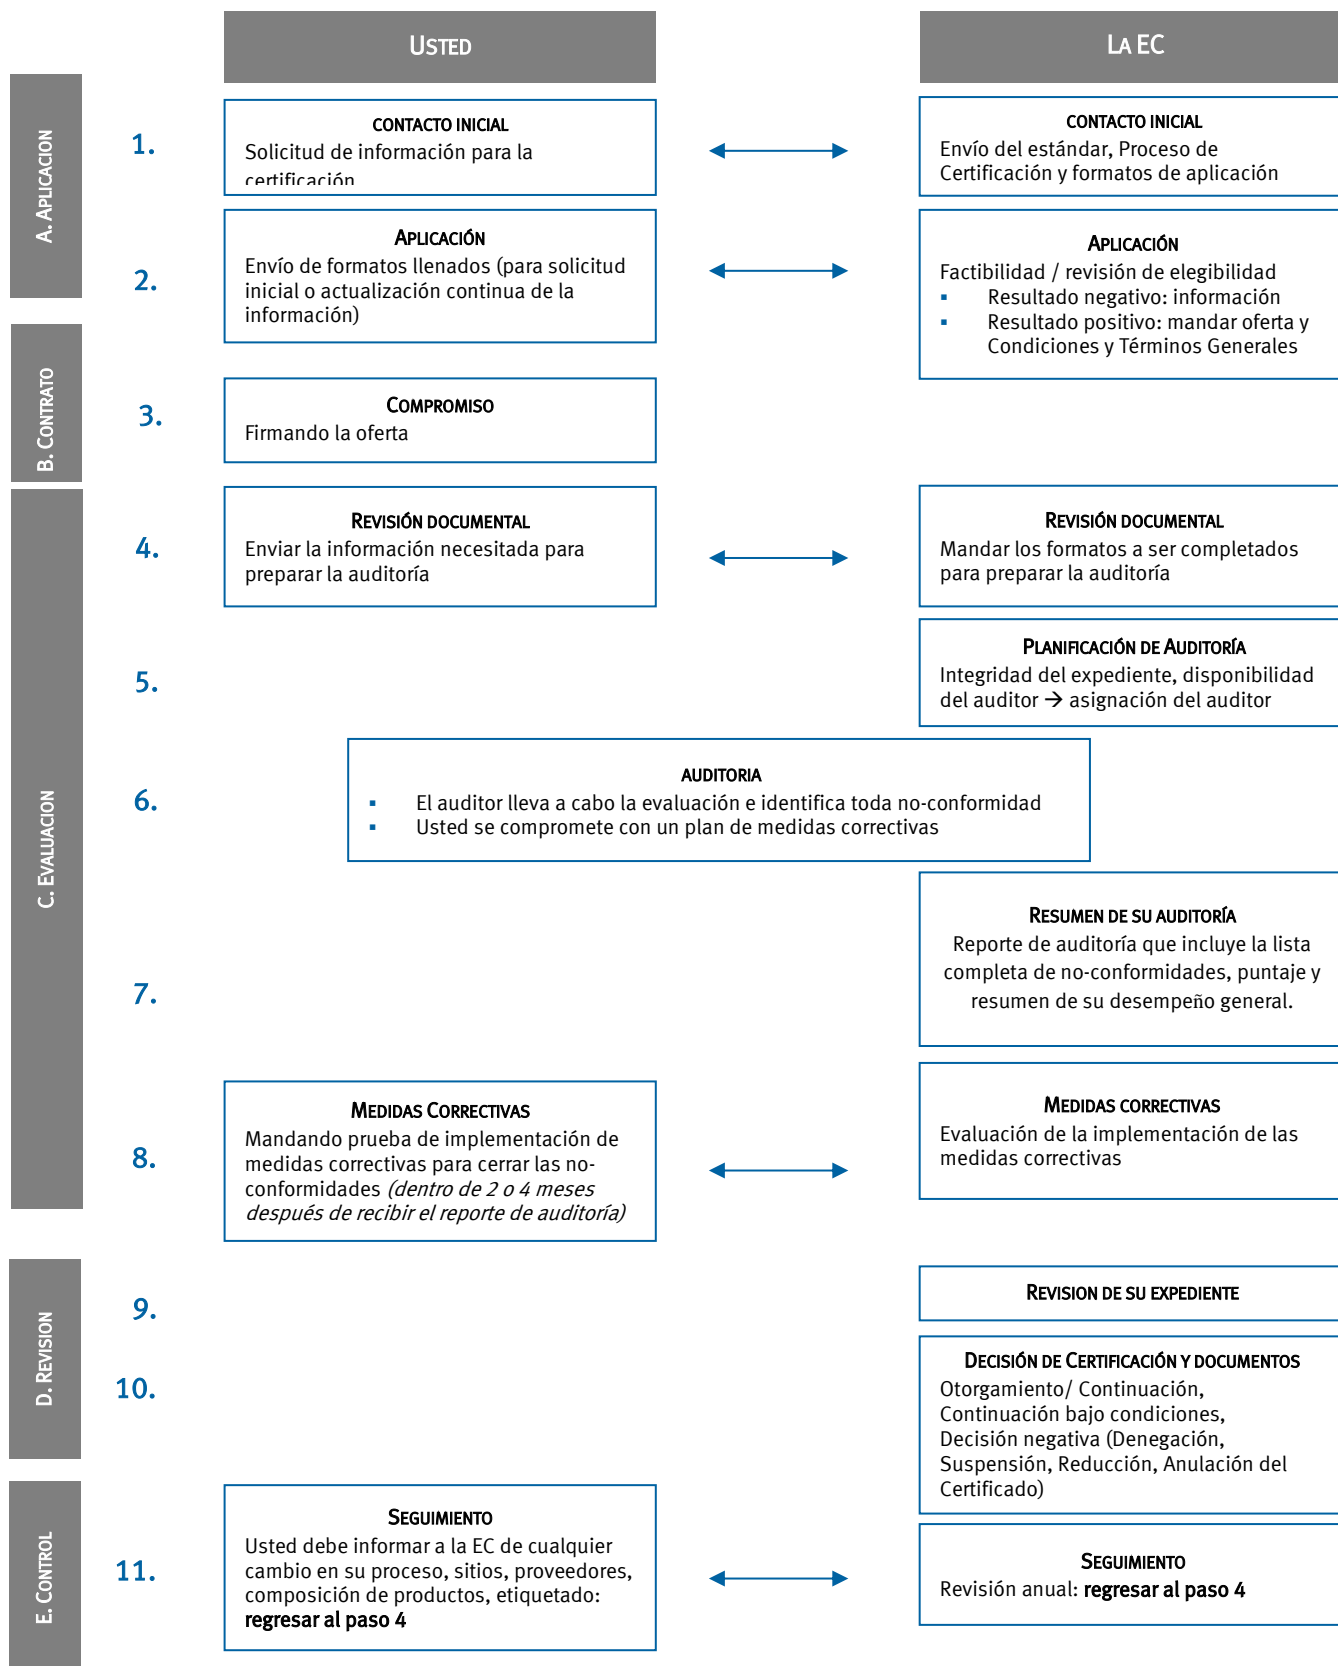 USTED
LA EC
A. APLICACION
1.
CONTACTO INICIAL
Solicitud de información para la
certificación
CONTACTO INICIAL
Envío del estándar, Proceso de
Certificación y formatos de aplicación
2.
APLICACIÓN
Envío de formatos llenados (para solicitud
inicial o actualización continua de la
información)
APLICACIÓN
Factibilidad / revisión de elegibilidad
▪ Resultado negativo: información
▪ Resultado positivo: mandar oferta y
Condiciones y Términos Generales
B. CONTRATO
3.
COMPROMISO
Firmando la oferta
C. EVALUACION
4.
REVISIÓN DOCUMENTAL
Enviar la información necesitada para
preparar la auditoría
REVISIÓN DOCUMENTAL
Mandar los formatos a ser completados
para preparar la auditoría
5.
PLANIFICACIÓN DE AUDITORÍA
Integridad del expediente, disponibilidad
del auditor → asignación del auditor
6.
AUDITORIA
▪ El auditor lleva a cabo la evaluación e identifica toda no-conformidad
▪ Usted se compromete con un plan de medidas correctivas
7.
RESUMEN DE SU AUDITORÍA
Reporte de auditoría que incluye la lista
completa de no-conformidades, puntaje y
resumen de su desempeño general.
8.
MEDIDAS CORRECTIVAS
Mandando prueba de implementación de
medidas correctivas para cerrar las no-
conformidades (dentro de 2 o 4 meses
después de recibir el reporte de auditoría)
MEDIDAS CORRECTIVAS
Evaluación de la implementación de las
medidas correctivas
D. REVISION
9.
REVISION DE SU EXPEDIENTE
10.
DECISIÓN DE CERTIFICACIÓN Y DOCUMENTOS
Otorgamiento/ Continuación,
Continuación bajo condiciones,
Decisión negativa (Denegación,
Suspensión, Reducción, Anulación del
Certificado)
E. CONTROL
11.
SEGUIMIENTO
Usted debe informar a la EC de cualquier
cambio en su proceso, sitios, proveedores,
composición de productos, etiquetado:
regresar al paso 4
SEGUIMIENTO
Revisión anual: regresar al paso 4